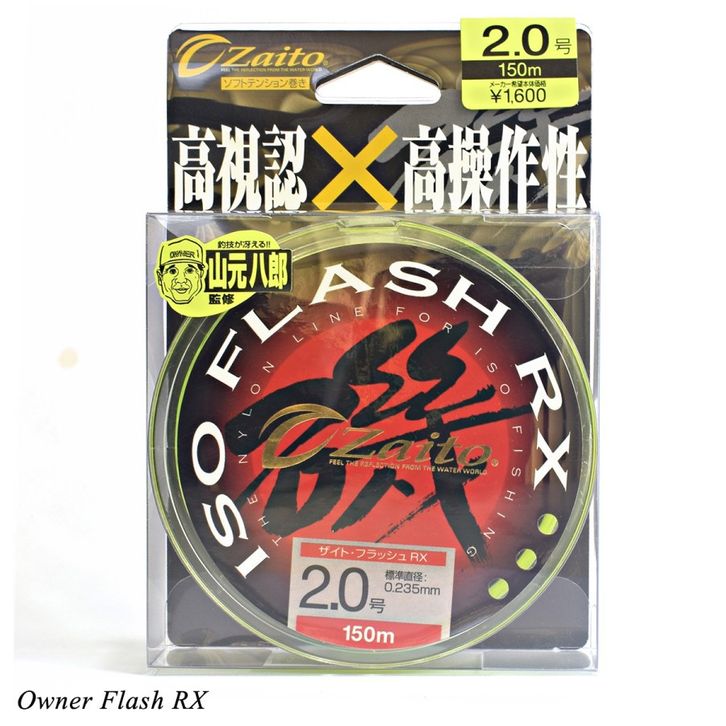 Zaito
FEEL THE REFLECTION FROM THE WATER WORLD
ソフトテンション巻き
2.0号
150m
メーカー希望本体価格
¥1,600
高視認×高操作性
OWNER
釣技が冴える!!
山元八郎
監修
ISO FLASH RX
THE NYLON LINE FOR ISO FISHING
磯
Zaito
FEEL THE REFLECTION FROM THE WATER WORLD
ザイト・フラッシュRX
2.0号
標準直径:
0.235mm
150m
Owner Flash RX